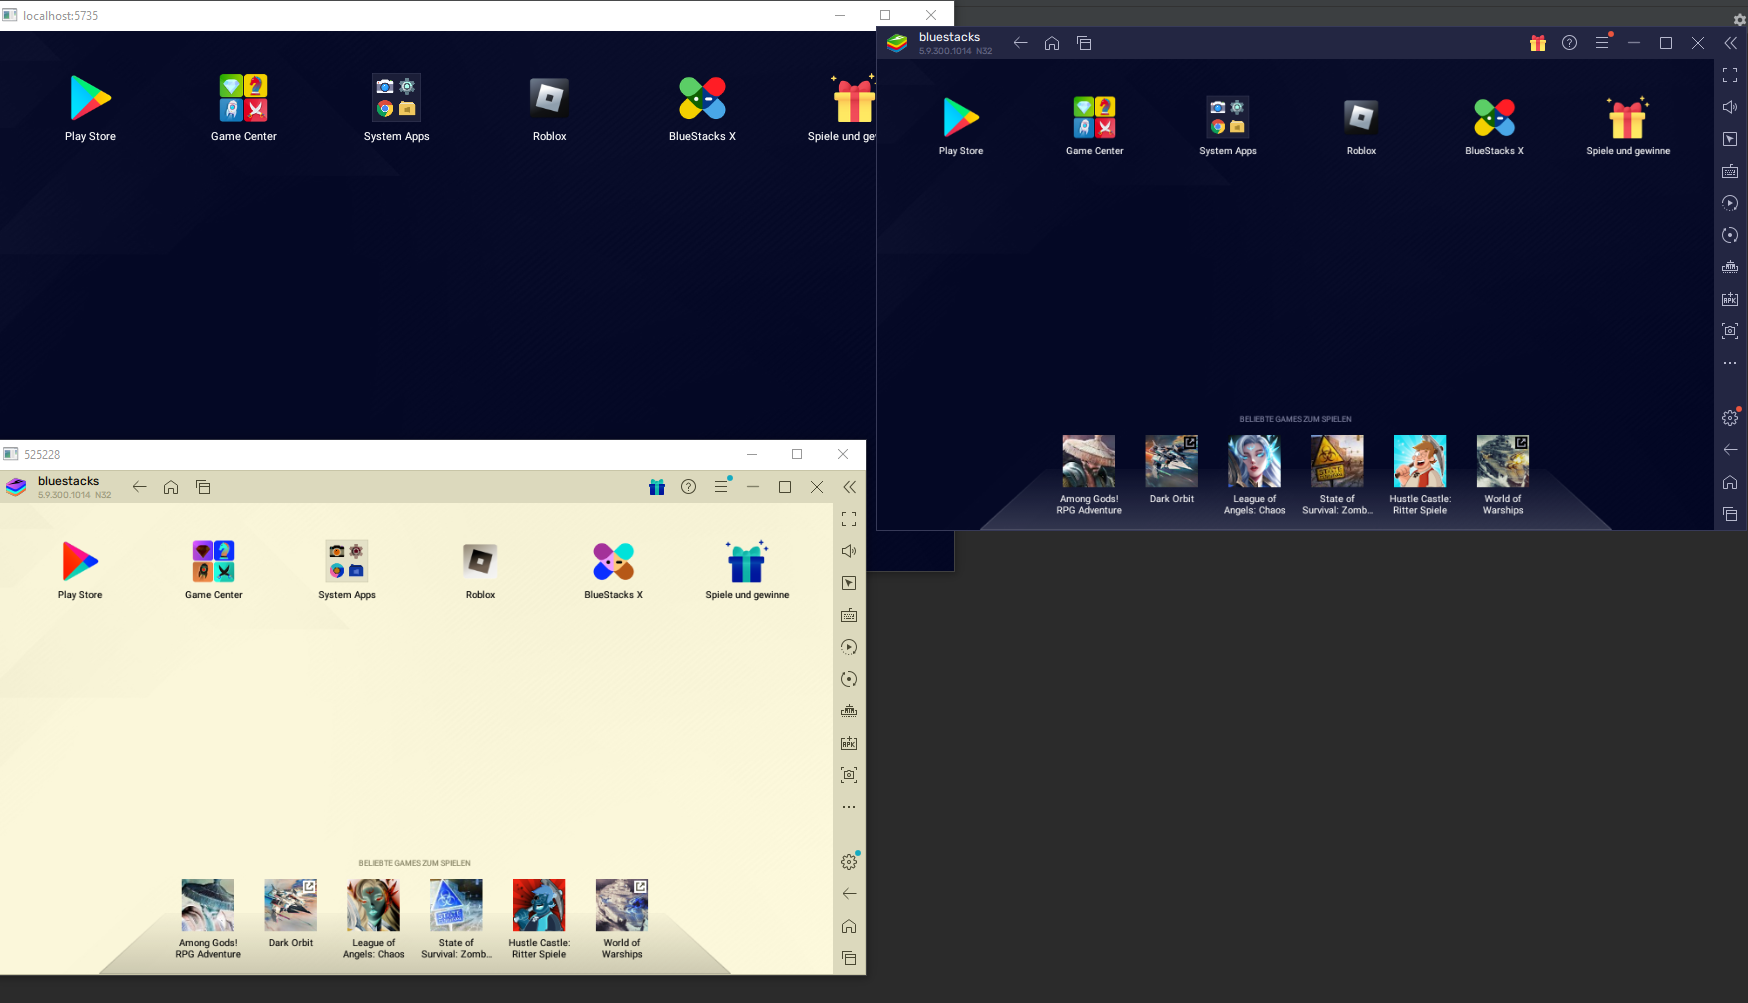 localhost:5735
Play Store
Game Center
System Apps
Roblox
BlueStacks X
Spiele und gew
bluestacks
5.9.300.1014 N32
Play Store
Game Center
System Apps
Roblox
BlueStacks X
Spiele und gewinne
APK
BELIEBTE GAMES ZUM SPIELEN
Among Gods!
RPG Adventure
Dark Orbit
League of
Angels: Chaos
State of
Survival: Zomb...
Hustle Castle:
Ritter Spiele
World of
Warships
525228
bluestacks
5.9.300.1014 N32
Play Store
Game Center
System Apps
Roblox
BlueStacks X
Spiele und gewinne
APK
BELIEBTE GAMES ZUM SPIELEN
Among Gods!
RPG Adventure
Dark Orbit
League of
Angels: Chaos
State of
Survival: Zomb...
Hustle Castle:
Ritter Spiele
World of
Warships